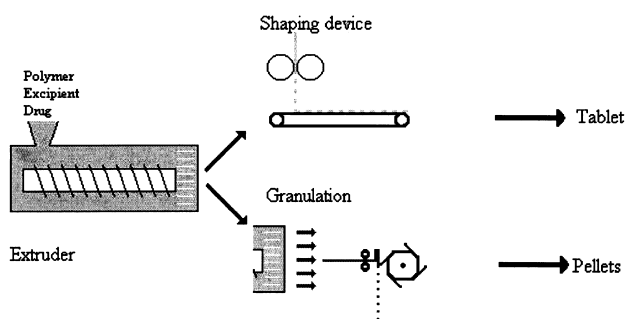 Shaping device
Polymer
Excipient
Drug
Tablet
Granulation
Extruder
Pellets